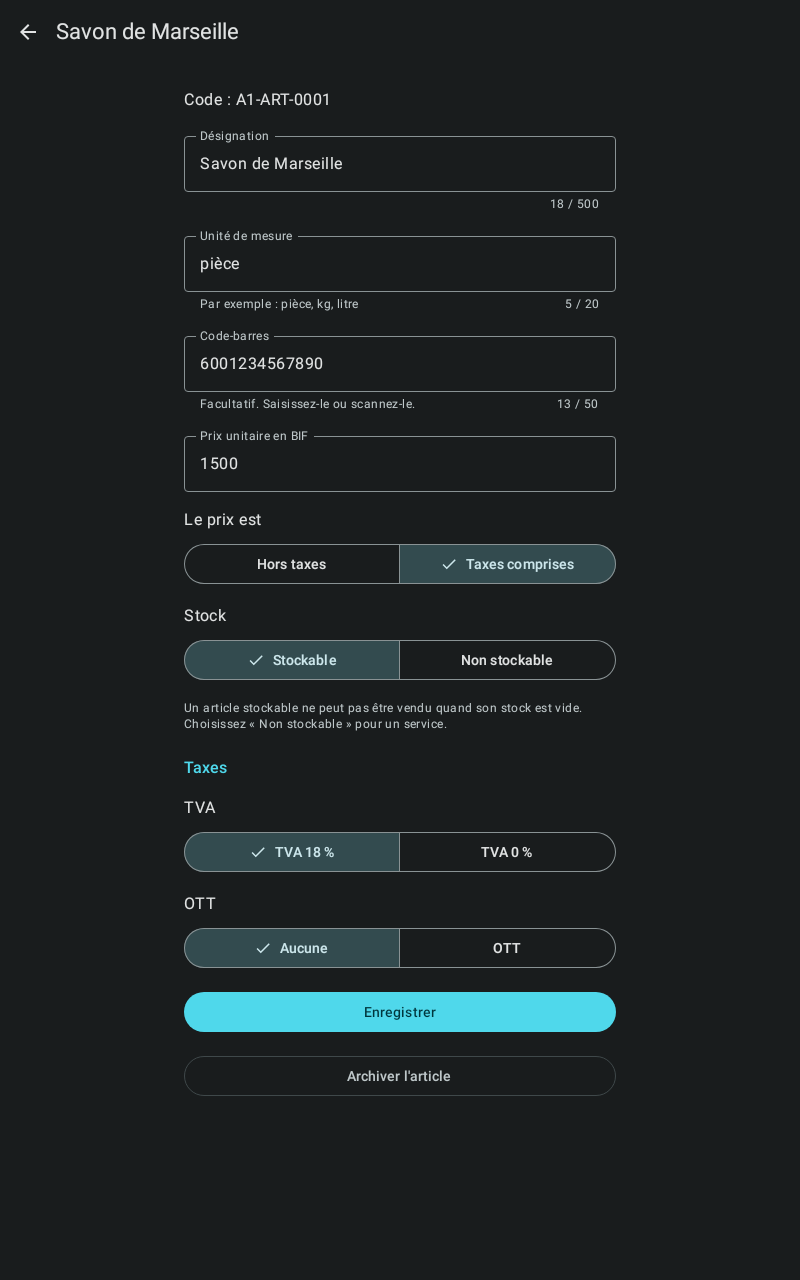 Savon de Marseille
Code : A1-ART-0001
Désignation
Savon de Marseille
18 / 500
Unité de mesure
pièce
Par exemple : pièce, kg, litre
5 / 20
Code-barres
6001234567890
Facultatif. Saisissez-le ou scannez-le.
13 / 50
Prix unitaire en BIF
1500
Le prix est
Hors taxes
Taxes comprises
Stock
Stockable
Non stockable
Un article stockable ne peut pas être vendu quand son stock est vide.
Choisissez « Non stockable » pour un service.
Taxes
TVA
TVA 18 %
TVA 0 %
OTT
Aucune
OTT
Enregistrer
Archiver l'article